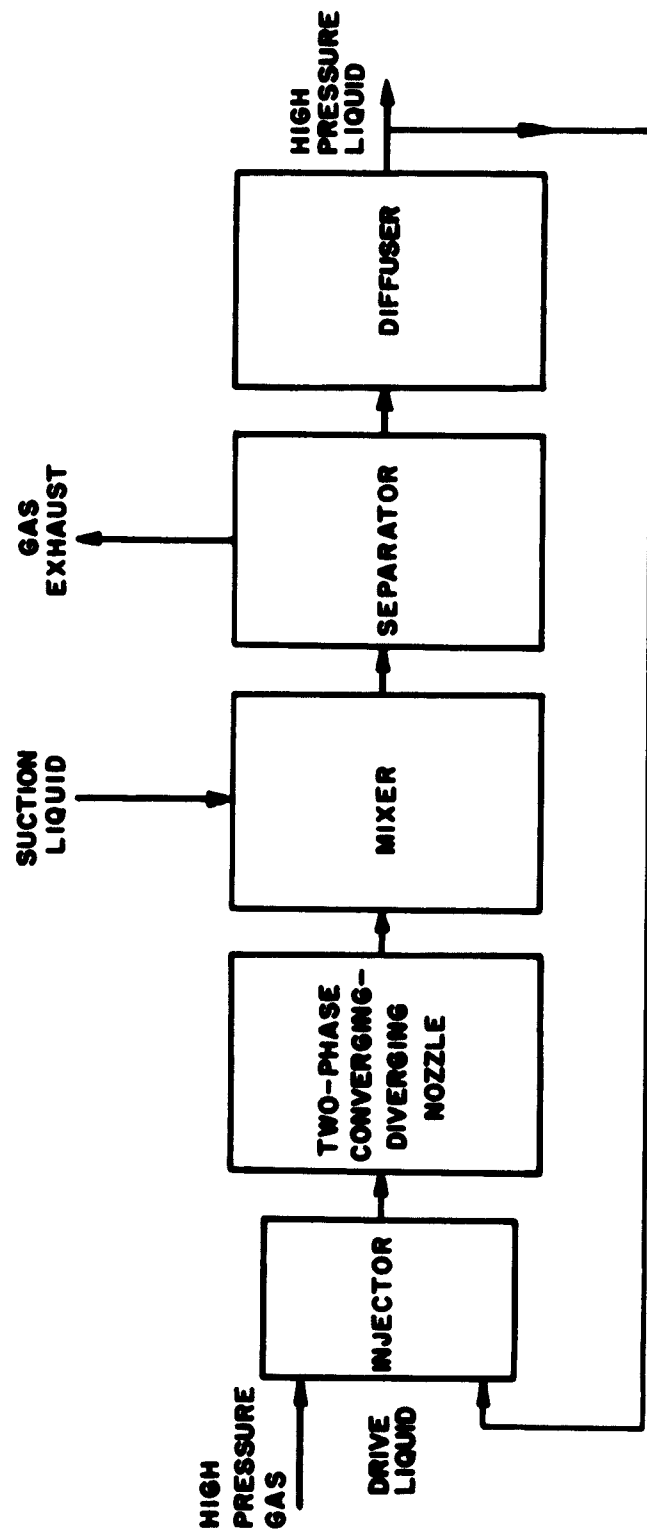 HIGH
PRESSURE
GAS
DRIVE
LIQUID
INJECTOR
TWO-PHASE
CONVERGING-
DIVERGING
NOZZLE
SUCTION
LIQUID
MIXER
GAS
EXHAUST
SEPARATOR
DIFFUSER
HIGH
PRESSURE
LIQUID